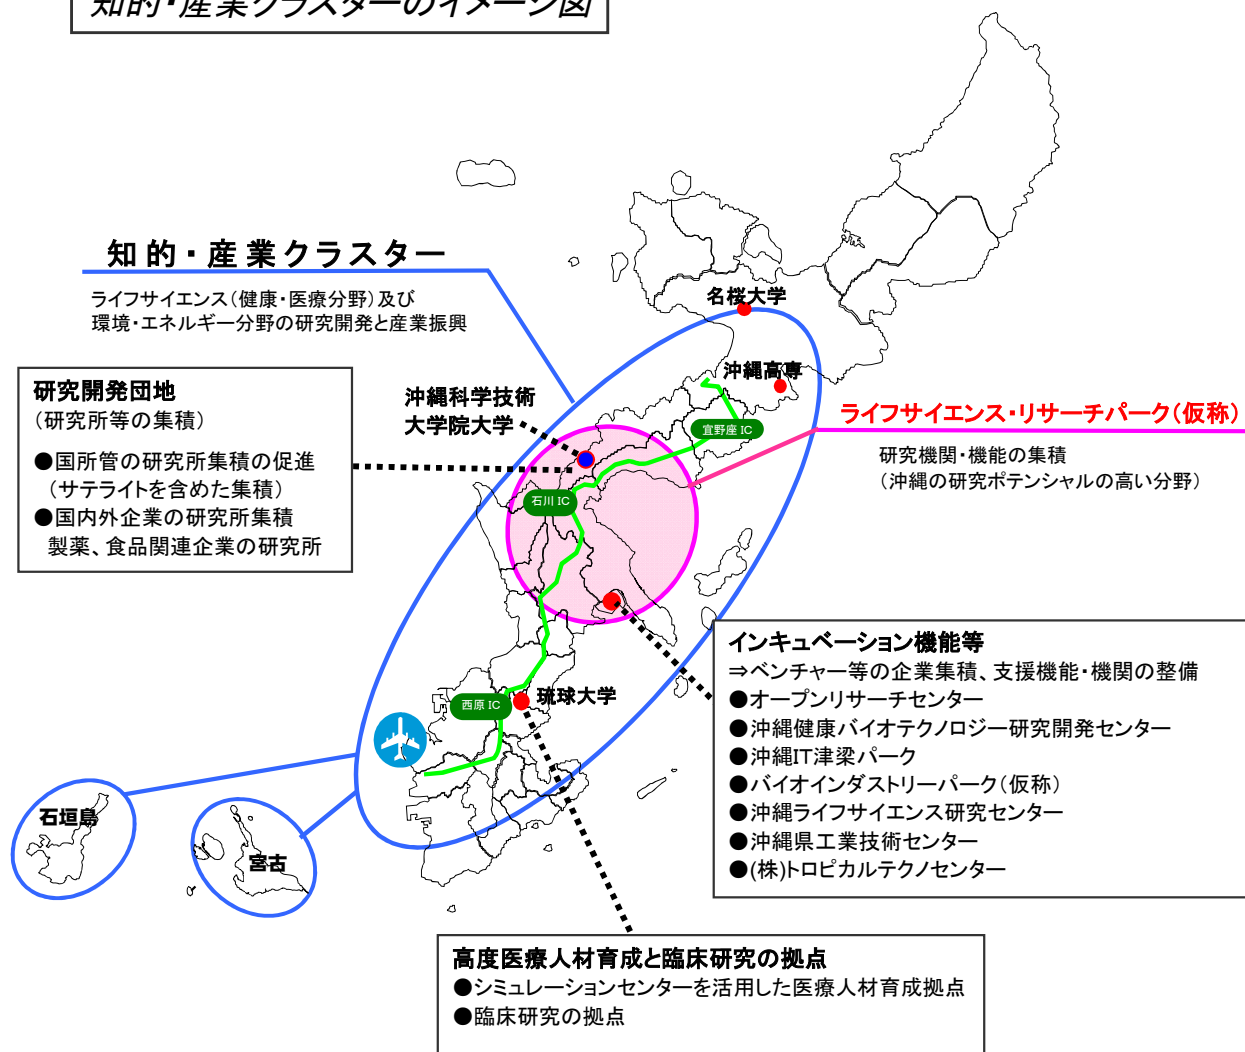 知的・産業クラスターのイメージ図
知的・産業クラスター
ライフサイエンス（健康・医療分野）及び
環境・エネルギー分野の研究開発と産業振興
名桜大学
沖縄高専
研究開発団地
（研究所等の集積）
●国所管の研究所集積の促進
（サテライトを含めた集積）
●国内外企業の研究所集積
製薬、食品関連企業の研究所
沖縄科学技術
大学院大学
宜野座 IC
ライフサイエンス・リサーチパーク（仮称）
研究機関・機能の集積
（沖縄の研究ポテンシャルの高い分野）
石川 IC
インキュベーション機能等
⇒ベンチャー等の企業集積、支援機能・機関の整備
●オープンリサーチセンター
●沖縄健康バイオテクノロジー研究開発センター
●沖縄IT津梁パーク
●バイオインダストリーパーク（仮称）
●沖縄ライフサイエンス研究センター
●沖縄県工業技術センター
●(株)トロピカルテクノセンター
西原 IC
琉球大学
石垣島
宮古
高度医療人材育成と臨床研究の拠点
●シミュレーションセンターを活用した医療人材育成拠点
●臨床研究の拠点